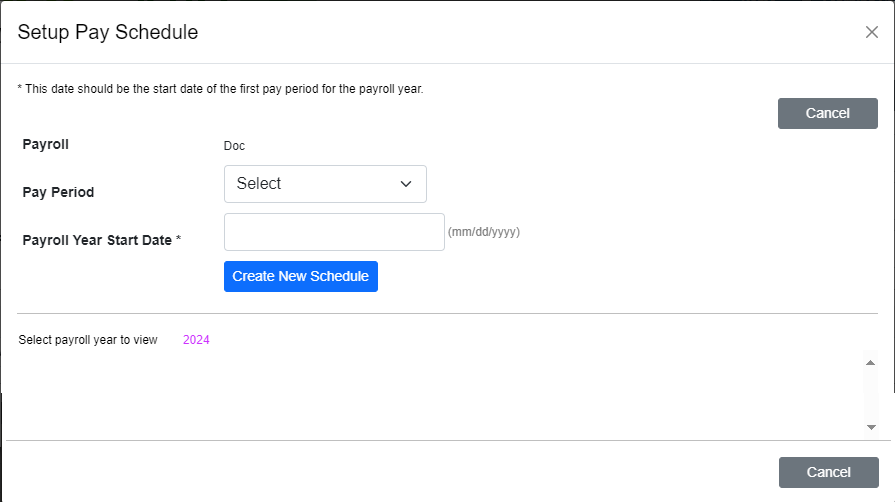 Setup Pay Schedule
* This date should be the start date of the first pay period for the payroll year.
Cancel
Payroll Doc
Pay Period Select
Payroll Year Start Date * (mm/dd/yyyy)
Create New Schedule
Select payroll year to view 2024
Cancel